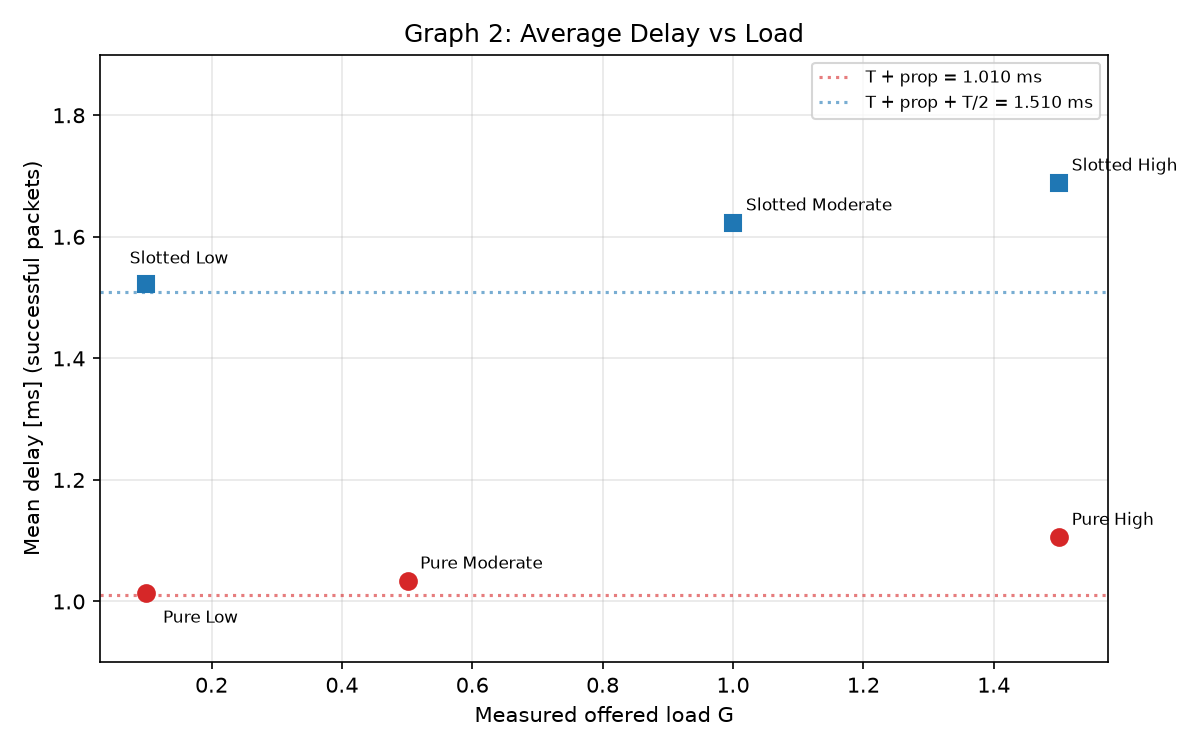 Graph 2: Average Delay vs Load
T + prop = 1.010 ms
T + prop + T/2 = 1.510 ms
Mean delay [ms] (successful packets)
1.8
1.6
1.4
1.2
1.0
Slotted High
Slotted Moderate
Slotted Low
Pure High
Pure Moderate
Pure Low
0.2 0.4 0.6 0.8 1.0 1.2 1.4
Measured offered load G